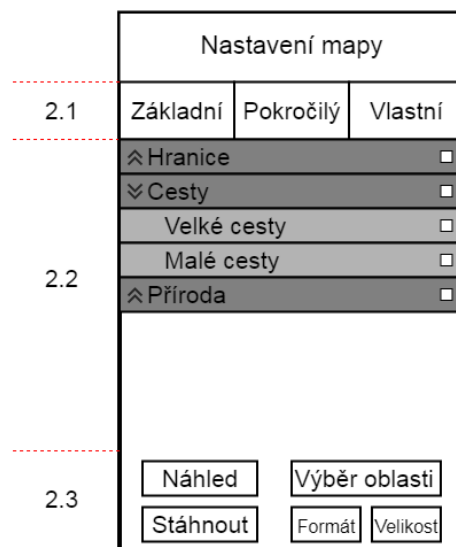 Nastavení mapy
2.1
Základní Pokročilý Vlastní
Hranice
Cesty
Velké cesty
Malé cesty
2.2
Příroda
Náhled Výběr oblasti
2.3
Stáhnout Formát Velikost